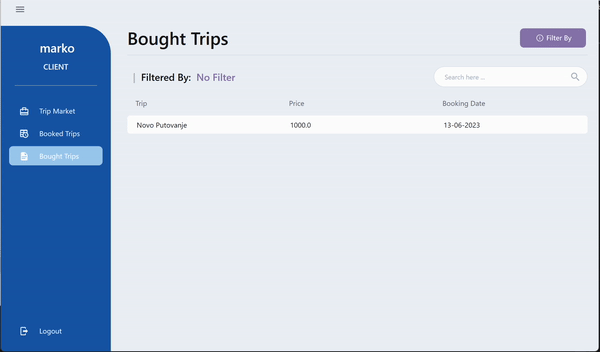 marko
CLIENT
Trip Market
Booked Trips
Bought Trips
Logout
Bought Trips
Filter By
Filtered By: No Filter
Search here ...
Trip Price Booking Date
Novo Putovanje 1000.0 13-06-2023